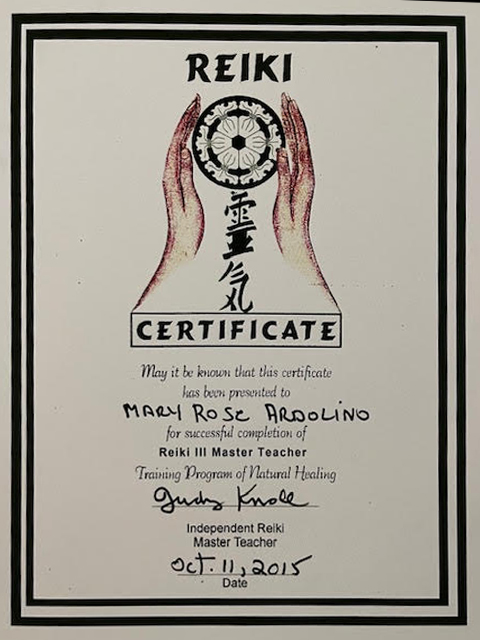 REIKI
靈
气
CERTIFICATE
May it be known that this certificate
has been presented to
MARY ROSE ARDOLINO
for successful completion of
Reiki III Master Teacher
Training Program of Natural Healing
Judy Knoll
Independent Reiki
Master Teacher
Oct. 11, 2015
Date